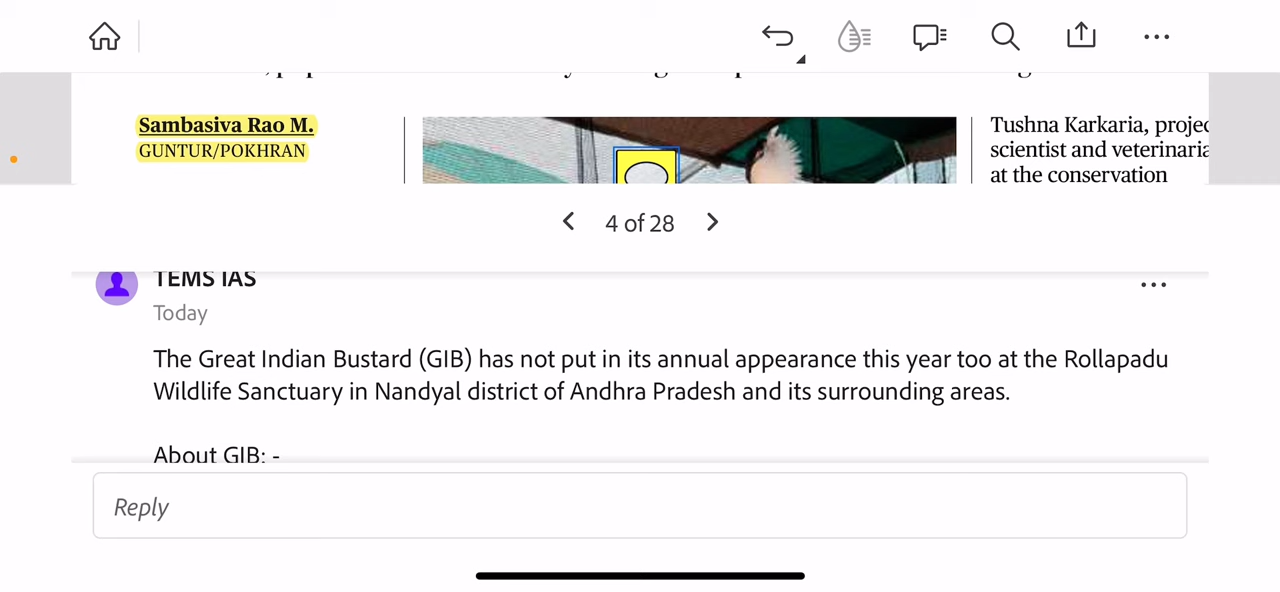 Sambasiva Rao M.
GUNTUR/POKHRAN
Tushna Karkaria, projec
scientist and veterinaria
at the conservation
4 of 28
TEMS IAS
Today
The Great Indian Bustard (GIB) has not put in its annual appearance this year too at the Rollapadu
Wildlife Sanctuary in Nandyal district of Andhra Pradesh and its surrounding areas.
About GIB: -
Reply